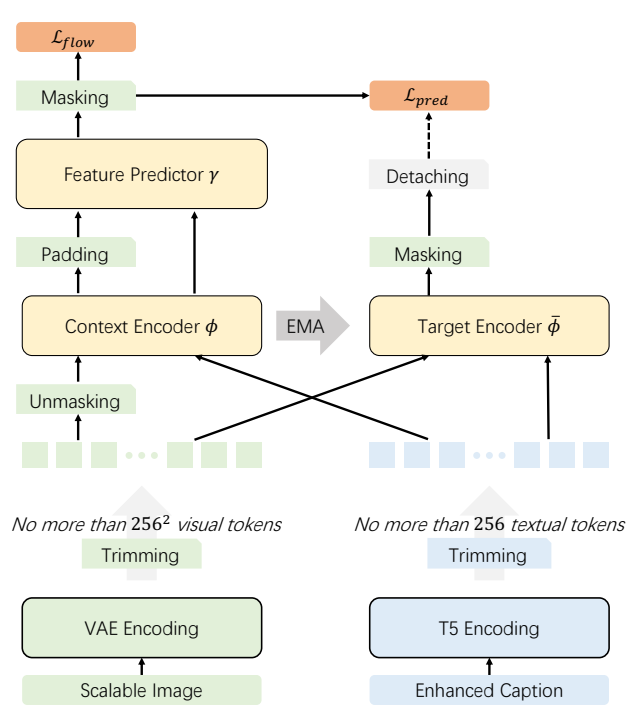 ℒ_flow
Masking
ℒ_pred
Feature Predictor γ
Detaching
Padding
Masking
Context Encoder ϕ
EMA
Target Encoder ϕ̄
Unmasking
No more than 256² visual tokens
No more than 256 textual tokens
Trimming
Trimming
VAE Encoding
T5 Encoding
Scalable Image
Enhanced Caption